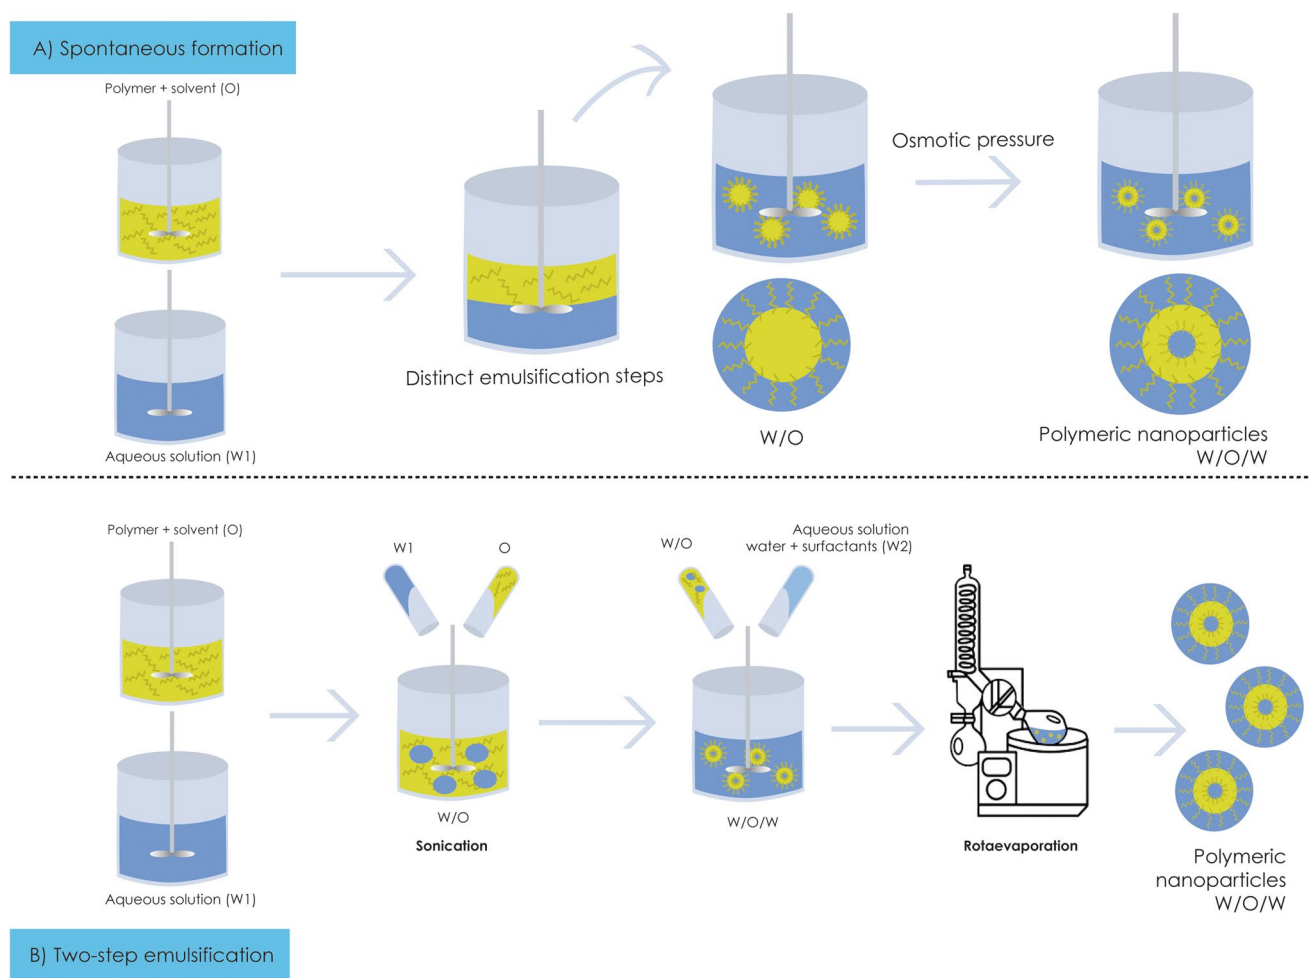 A) Spontaneous formation
Polymer + solvent (O)
Aqueous solution (W1)
Distinct emulsification steps
W/O
Osmotic pressure
Polymeric nanoparticles
W/O/W
Polymer + solvent (O)
Aqueous solution (W1)
W1
O
W/O
Sonication
W/O
Aqueous solution
water + surfactants (W2)
W/O/W
Rotaevaporation
Polymeric
nanoparticles
W/O/W
B) Two-step emulsification